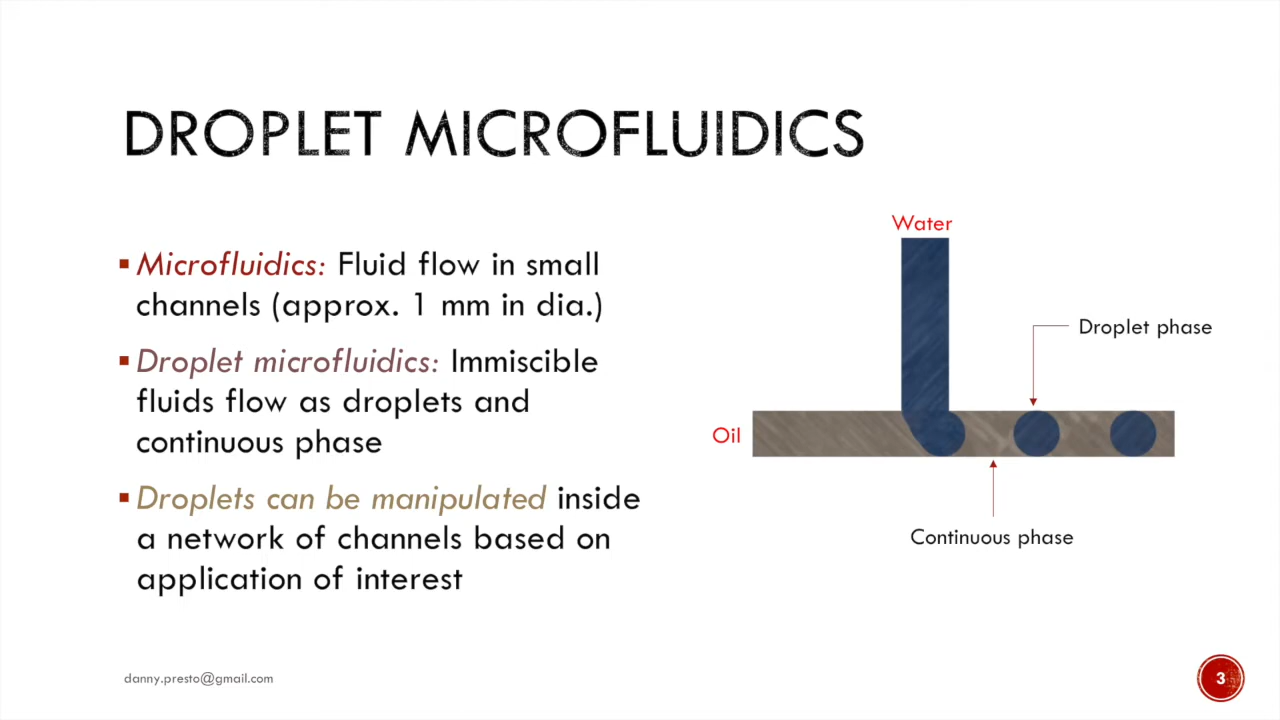 DROPLET MICROFLUIDICS
Microfluidics: Fluid flow in small
channels (approx. 1 mm in dia.)
Droplet microfluidics: Immiscible
fluids flow as droplets and
continuous phase
Droplets can be manipulated inside
a network of channels based on
application of interest
Water
Droplet phase
Oil
Continuous phase
danny.presto@gmail.com
3